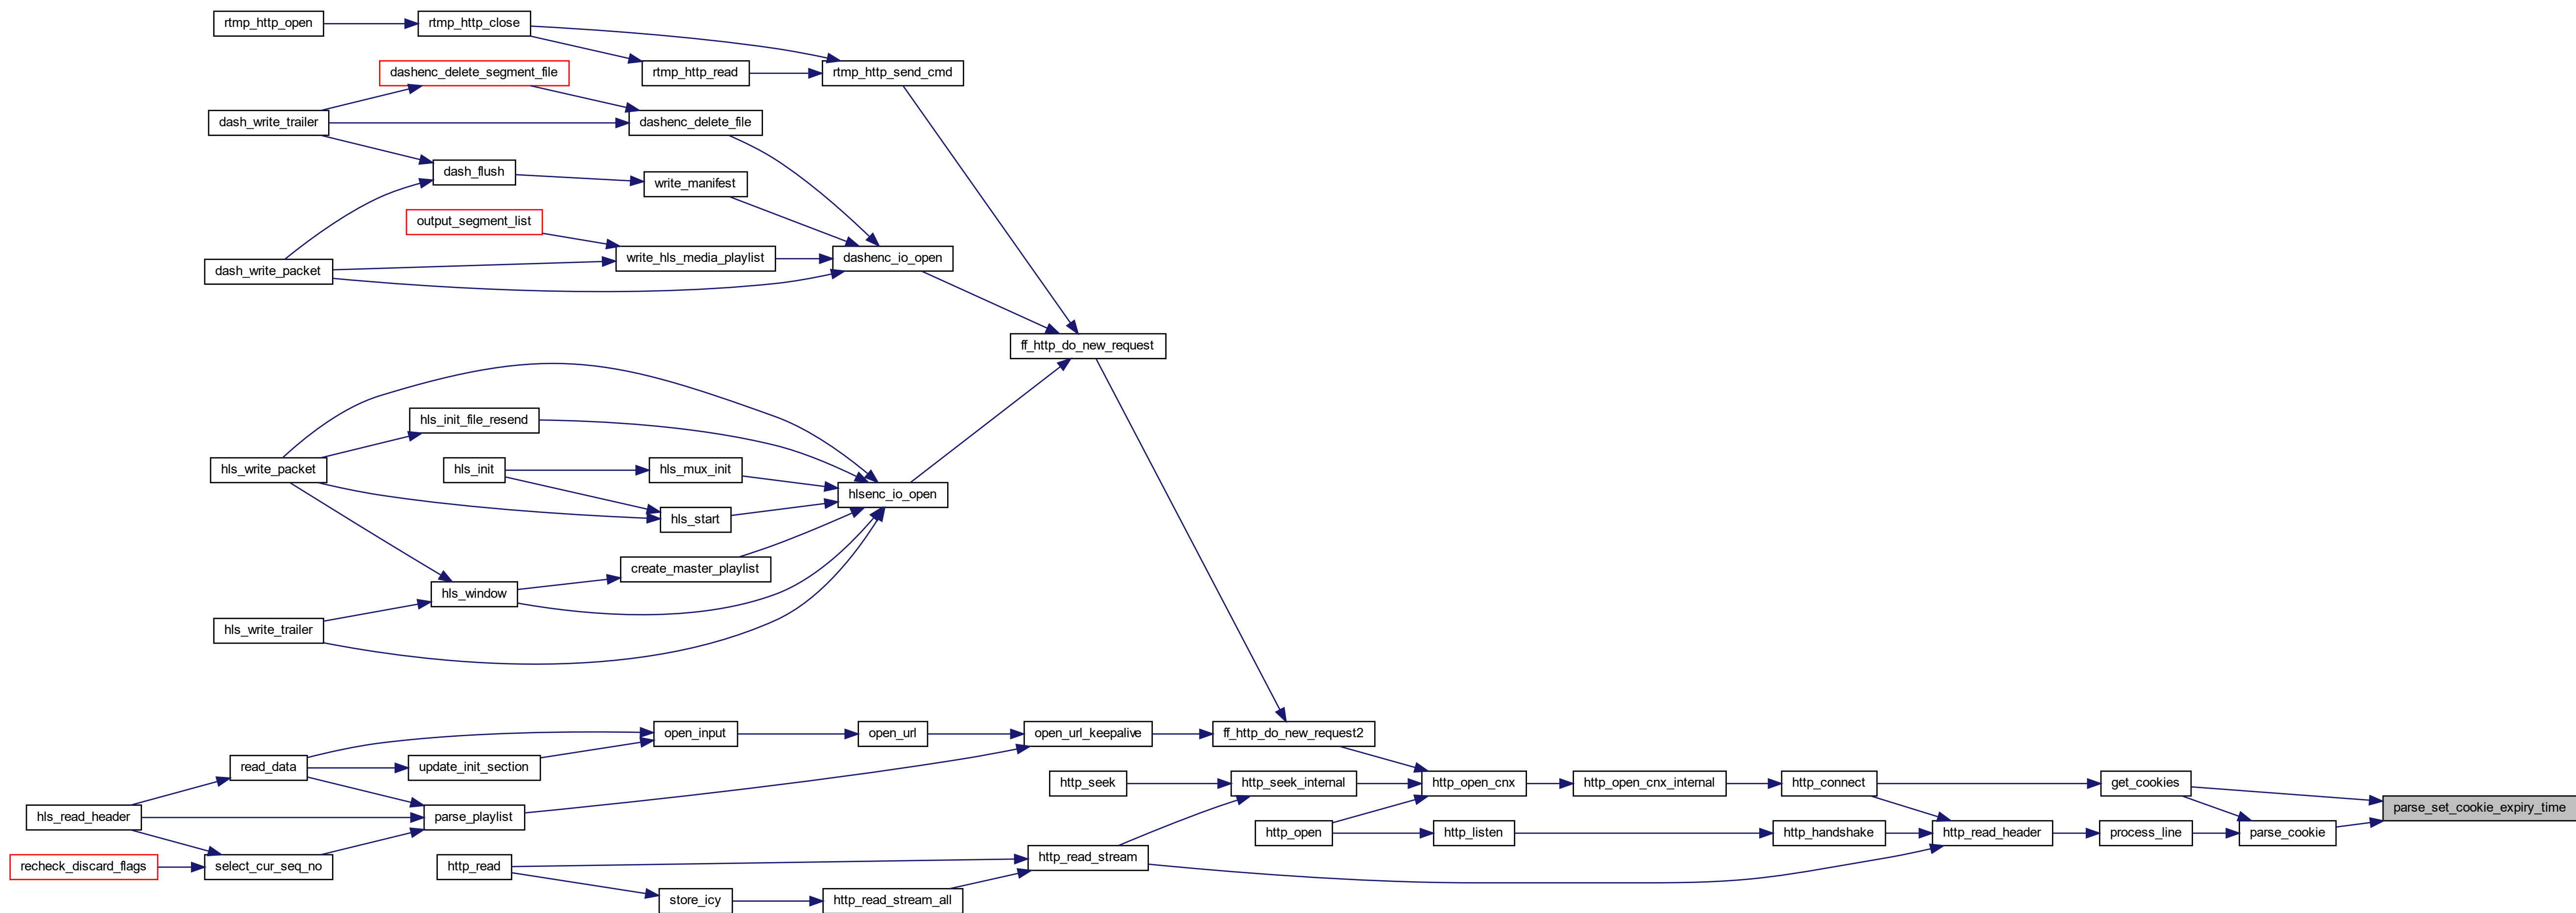 rtmp_http_open
rtmp_http_close
dashenc_delete_segment_file
rtmp_http_read
rtmp_http_send_cmd
dash_write_trailer
dashenc_delete_file
dash_flush
write_manifest
output_segment_list
dash_write_packet
write_hls_media_playlist
dashenc_io_open
ff_http_do_new_request
hls_init_file_resend
hls_write_packet
hls_init
hls_mux_init
hlsenc_io_open
hls_start
create_master_playlist
hls_window
hls_write_trailer
open_input
open_url
open_url_keepalive
ff_http_do_new_request2
read_data
update_init_section
http_seek
http_seek_internal
http_open_cnx
http_open_cnx_internal
http_connect
get_cookies
parse_set_cookie_expiry_time
hls_read_header
parse_playlist
http_open
http_listen
http_handshake
http_read_header
process_line
parse_cookie
recheck_discard_flags
select_cur_seq_no
http_read
http_read_stream
store_icy
http_read_stream_all